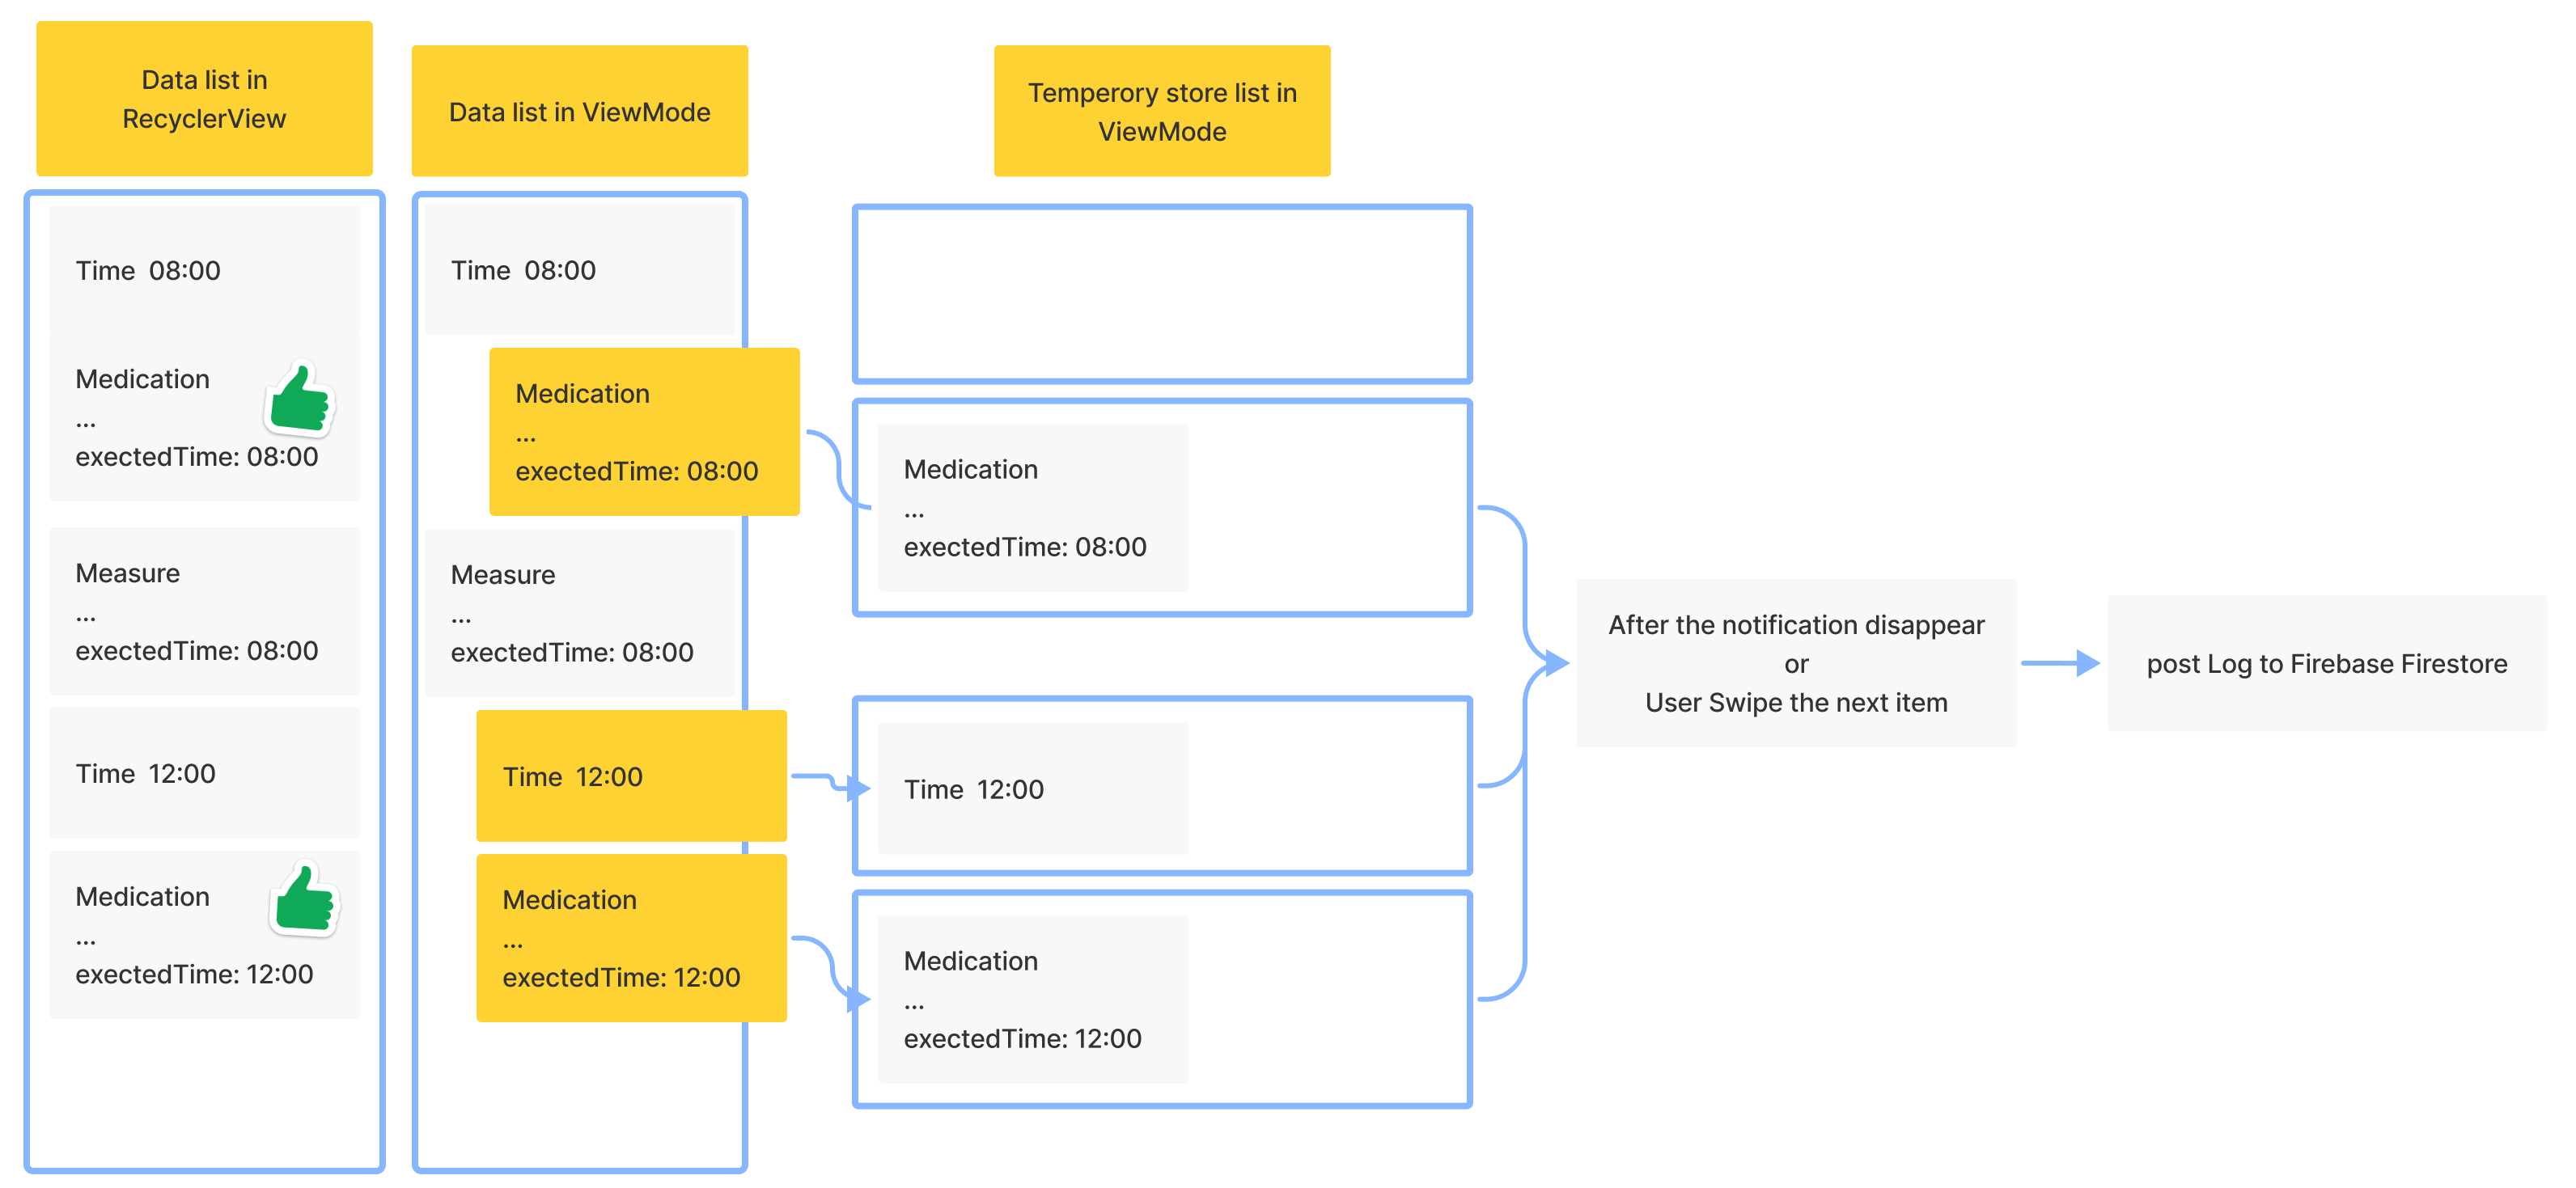 Data list in
RecyclerView
Data list in ViewMode
Temperory store list in
ViewMode
Time 08:00
Medication
...
exectedTime: 08:00
Measure
...
exectedTime: 08:00
Time 12:00
Medication
...
exectedTime: 12:00
Time 08:00
Medication
...
exectedTime: 08:00
Measure
...
exectedTime: 08:00
Time 12:00
Medication
...
exectedTime: 12:00
Medication
...
exectedTime: 08:00
Time 12:00
Medication
...
exectedTime: 12:00
After the notification disappear
or
User Swipe the next item
post Log to Firebase Firestore